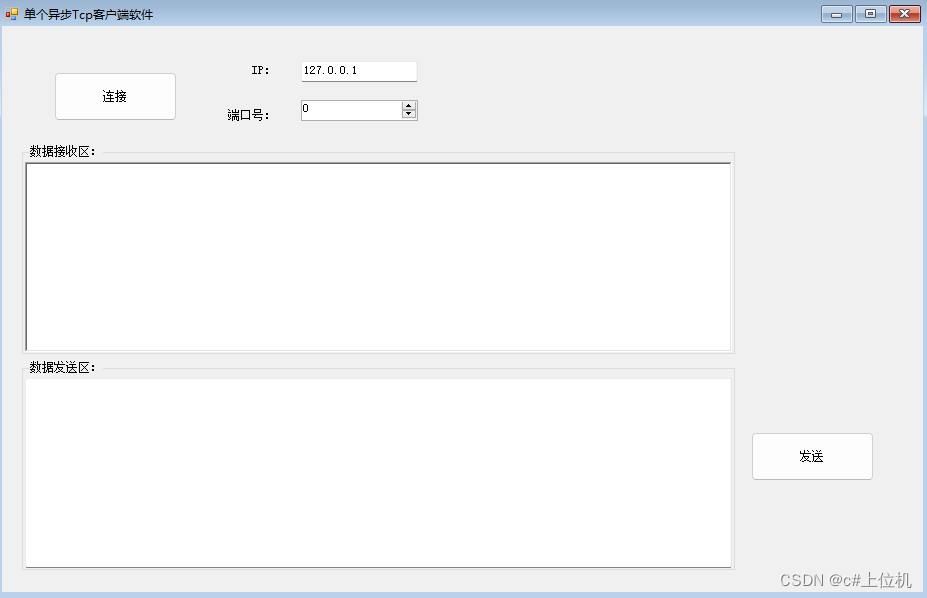 单个异步Tcp客户端软件
连接
IP:
127.0.0.1
端口号:
0
数据接收区:
数据发送区:
发送
CSDN @c#上位机